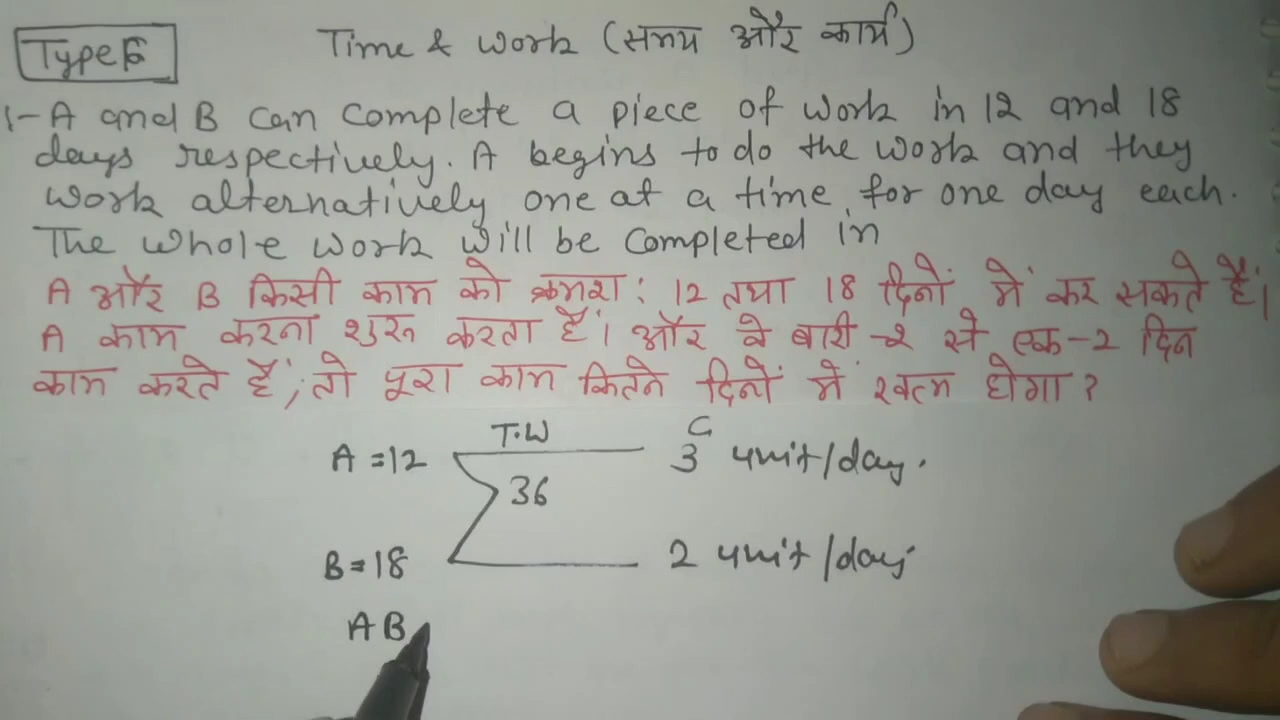 Type 6
Time & work (समय और कार्य)
1- A and B can complete a piece of work in 12 and 18
days respectively. A begins to do the work and they
work alternatively one at a time for one day each.
The whole work will be completed in
A और B किसी काम को क्रमश: 12 तथा 18 दिनों में कर सकते हैं।
A काम करना शुरू करता हैं। और वे बारी-२ से एक-2 दिन
काम करते हैं, तो पूरा काम कितने दिनों में खत्म होगा?
T.W
A = 12 36 3 unit/day.
B = 18 2 unit/day
A B